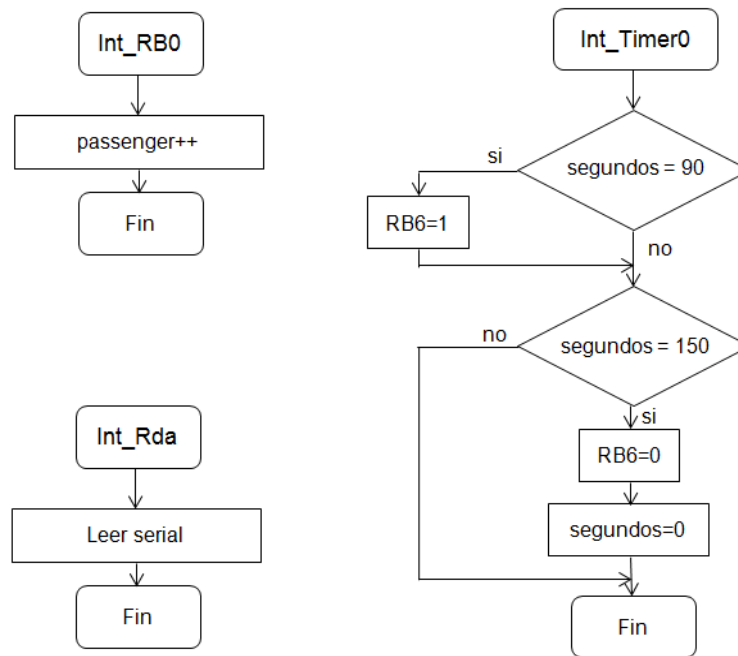 Int_RB0
passenger++
Fin
Int_Rda
Leer serial
Fin
Int_Timer0
segundos = 90
si
RB6=1
no
segundos = 150
no
si
RB6=0
segundos=0
Fin